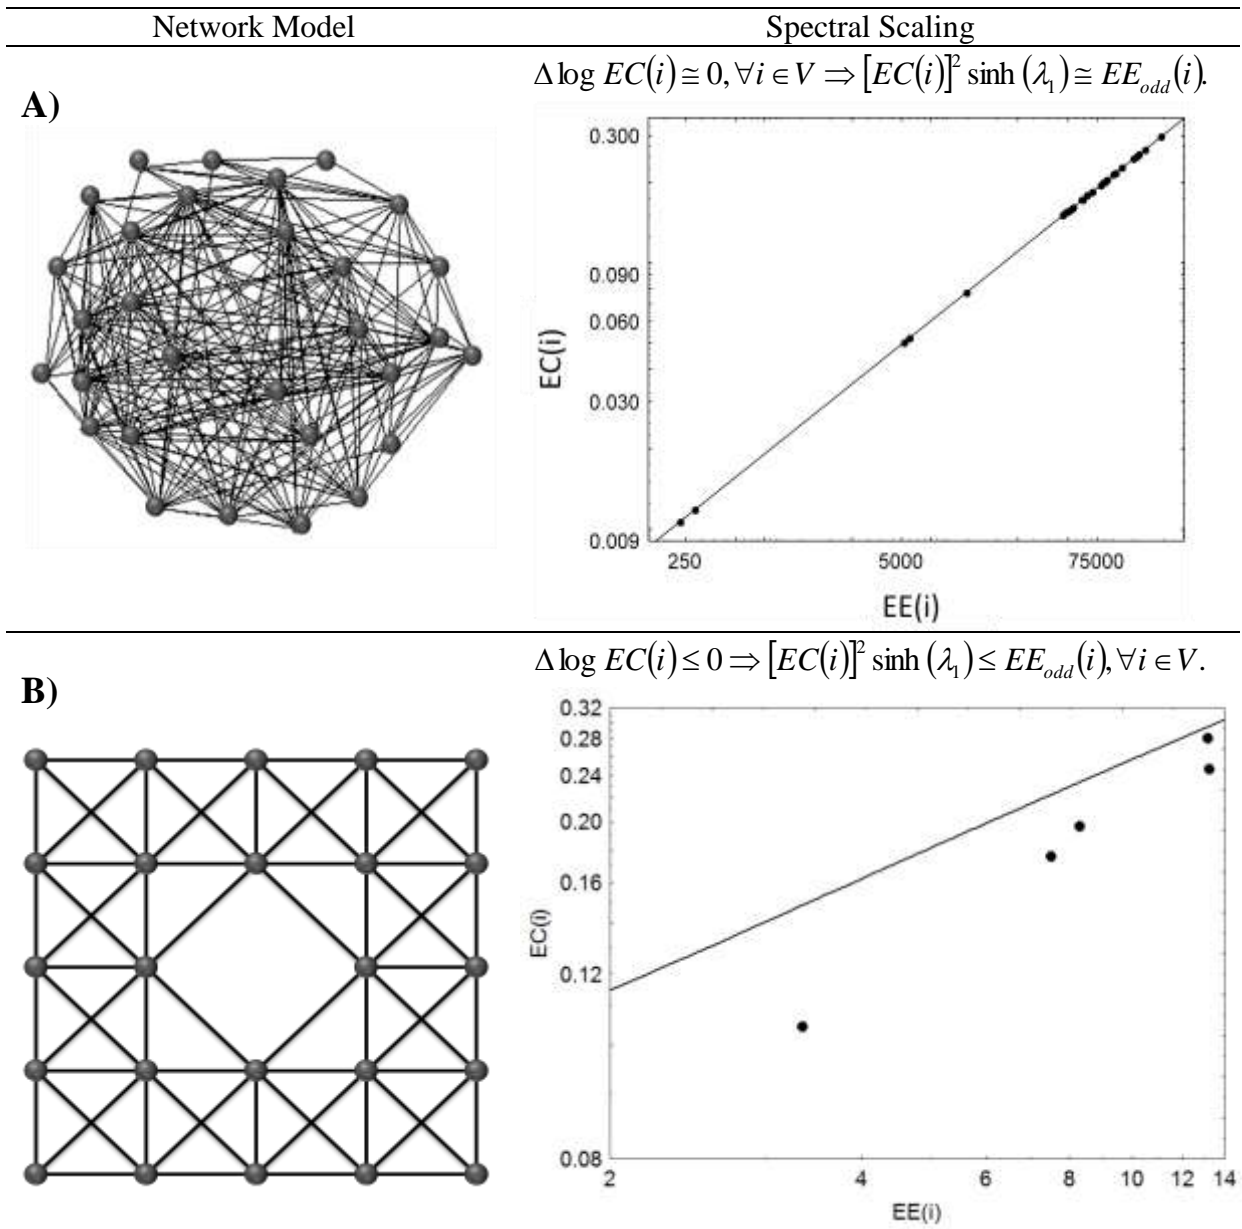 Network Model Spectral Scaling
Δ log EC(i) ≅ 0, ∀i ∈ V ⇒ [EC(i)]² sinh (λ₁) ≅ EE_odd(i).
A)
0.300
0.090
0.060
0.030
0.009
EC(i)
250 5000 75000
EE(i)
Δ log EC(i) ≤ 0 ⇒ [EC(i)]² sinh (λ₁) ≤ EE_odd(i), ∀i ∈ V.
B)
0.32
0.28
0.24
0.20
0.16
0.12
0.08
EC(i)
2 4 6 8 10 12 14
EE(i)